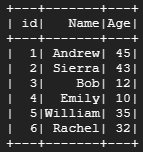 +---+-------+---+
| id|   Name|Age|
+---+-------+---+
|  1| Andrew| 45|
|  2| Sierra| 43|
|  3|    Bob| 12|
|  4|  Emily| 10|
|  5|William| 35|
|  6| Rachel| 32|
+---+-------+---+